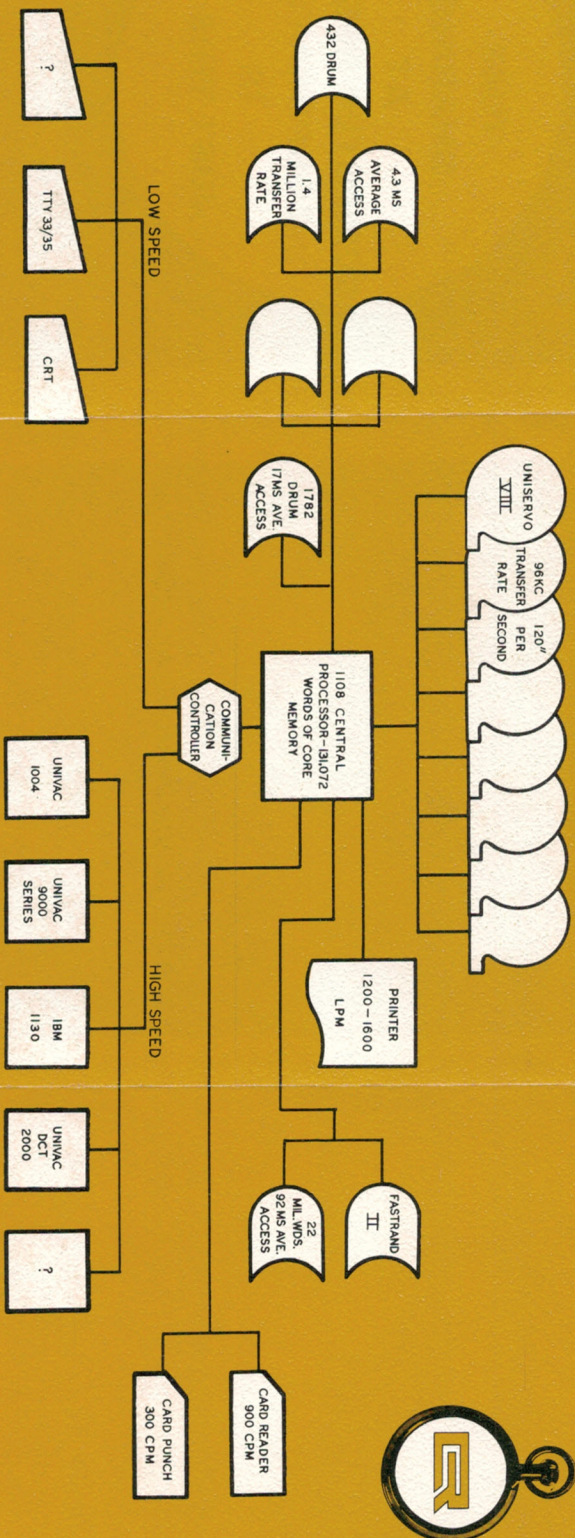 UNISERVO
VIII
96KC
TRANSFER
RATE
120"
PER
SECOND
432 DRUM
4.3 MS
AVERAGE
ACCESS
1.4
MILLION
TRANSFER
RATE
1782
DRUM
17MS AVE.
ACCESS
1108 CENTRAL
PROCESSOR-131,072
WORDS OF CORE
MEMORY
PRINTER
1200-1600
LPM
FASTRAND
II
22
MIL.WDS.
92 MS AVE.
ACCESS
CARD READER
900 CPM
CARD PUNCH
300 CPM
COMMUNI-
CATION
CONTROLLER
LOW SPEED
HIGH SPEED
?
TTY 33/35
CRT
UNIVAC
1004
UNIVAC
9000
SERIES
IBM
1130
UNIVAC
DCT
2000
?